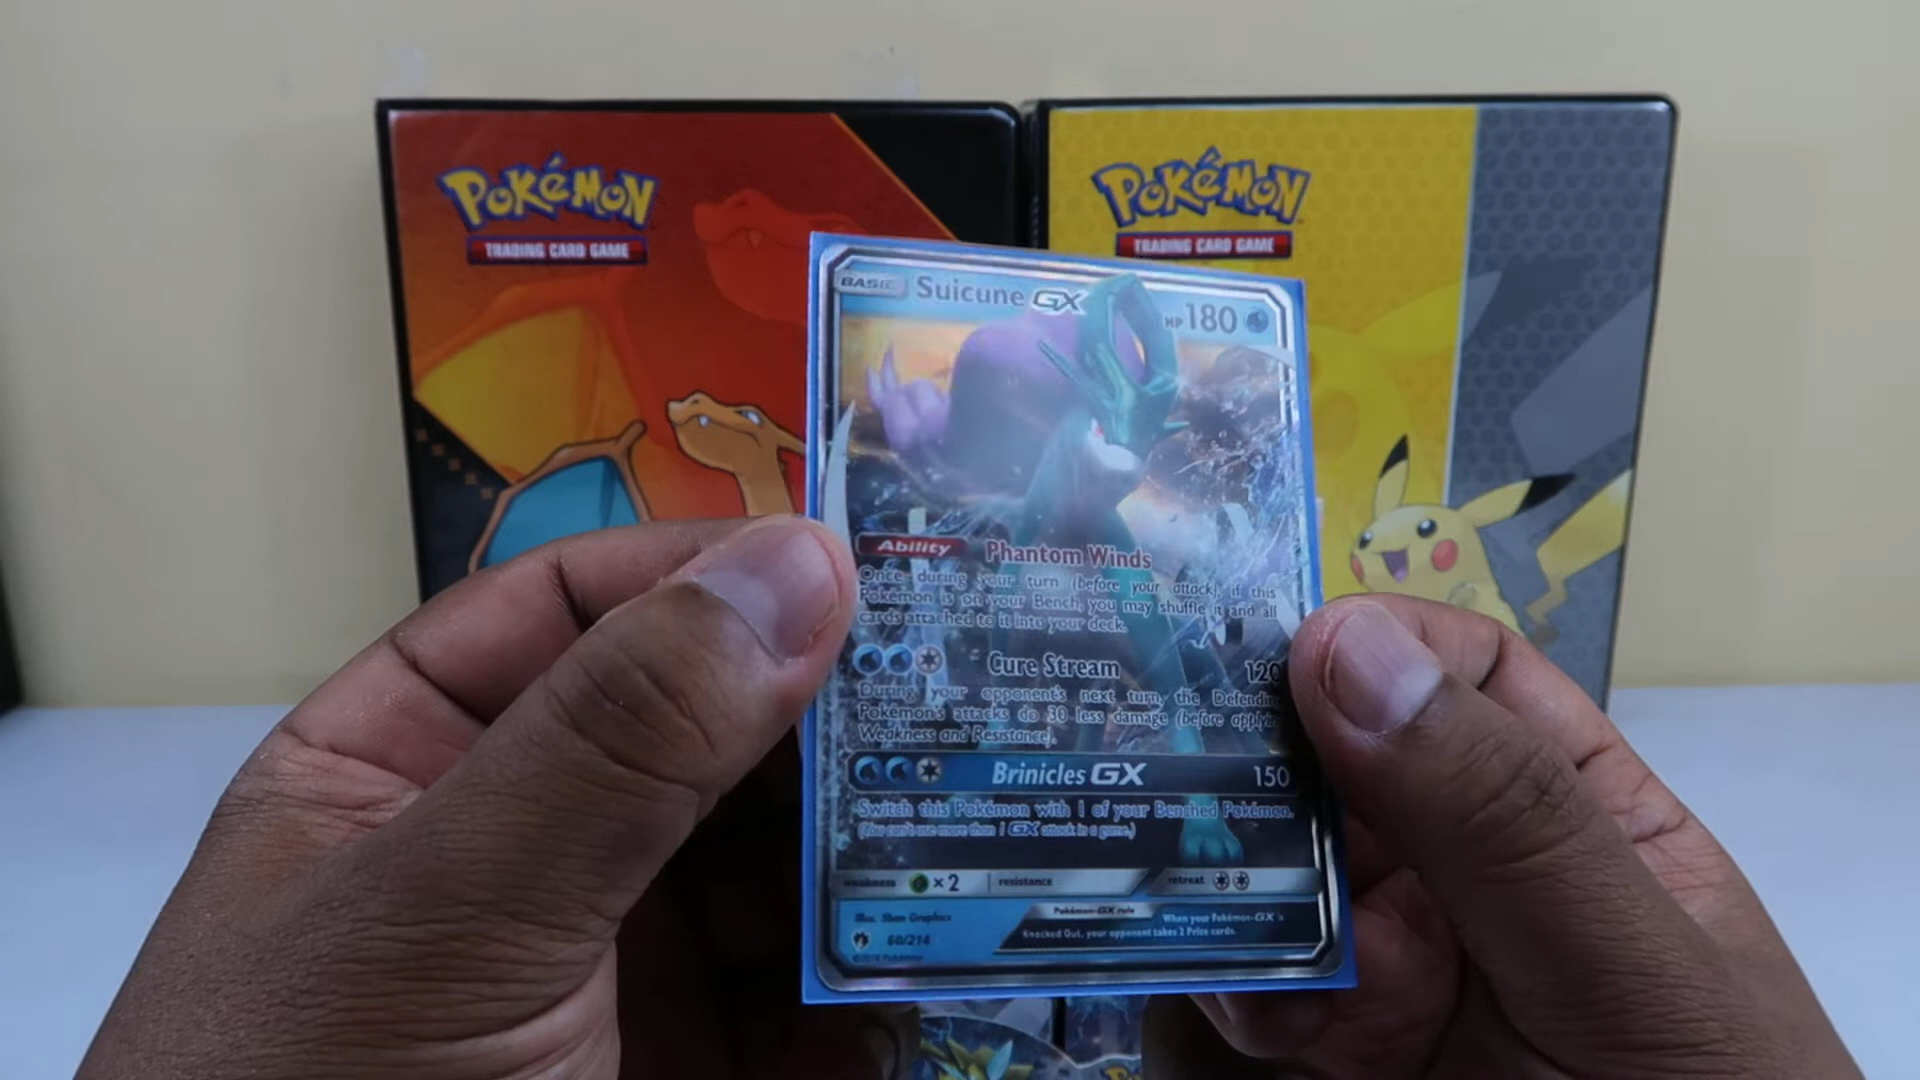 POKéMON
TRADING CARD GAME
POKéMON
TRADING CARD GAME
BASIC Suicune GX HP 180
Ability Phantom Winds
Once during your turn (before your attack), if this
Pokémon is on your Bench, you may shuffle it and all
cards attached to it into your deck.
Cure Stream 120
During your opponent's next turn, the
Pokémon's attacks do 30 less damage (before
Weakness and Resistance).
Brinicles GX 150
Switch this Pokémon with 1 of your Benched Pokémon.
(You can't use more than 1 GX attack in a game.)
weakness ×2 resistance retreat
Pokémon-GX rule
When your Pokémon-GX is
Knocked Out, your opponent takes 2 Prize cards.
Illus. 5ban Graphics
60/214
©2018 Pokémon